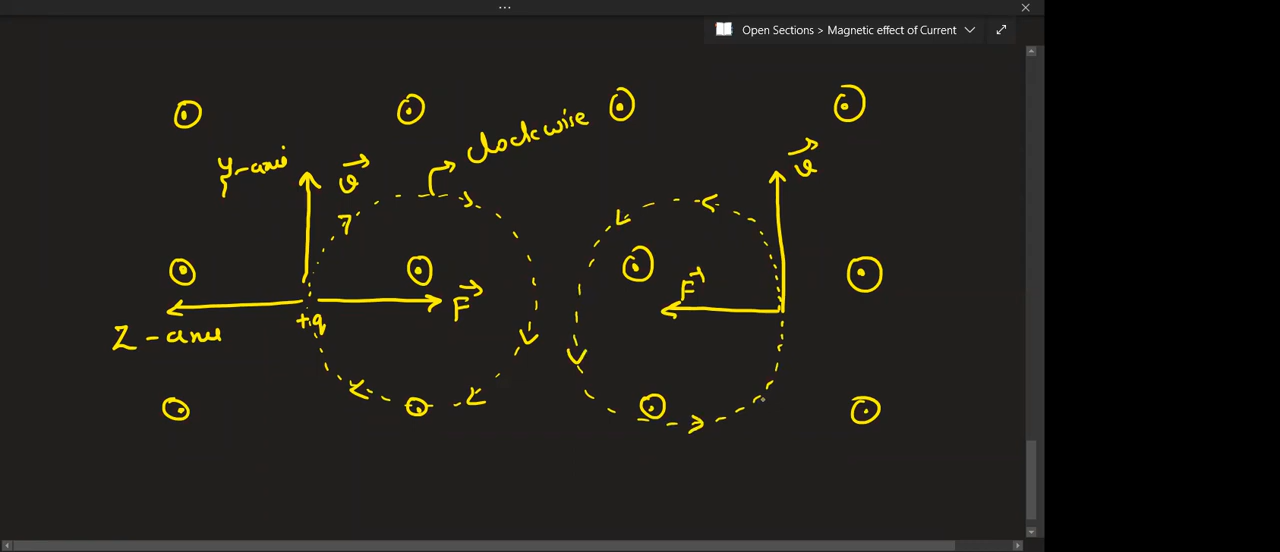 Open Sections > Magnetic effect of Current
clockwise
y-axis
v
v
F
F
+q
Z-axis